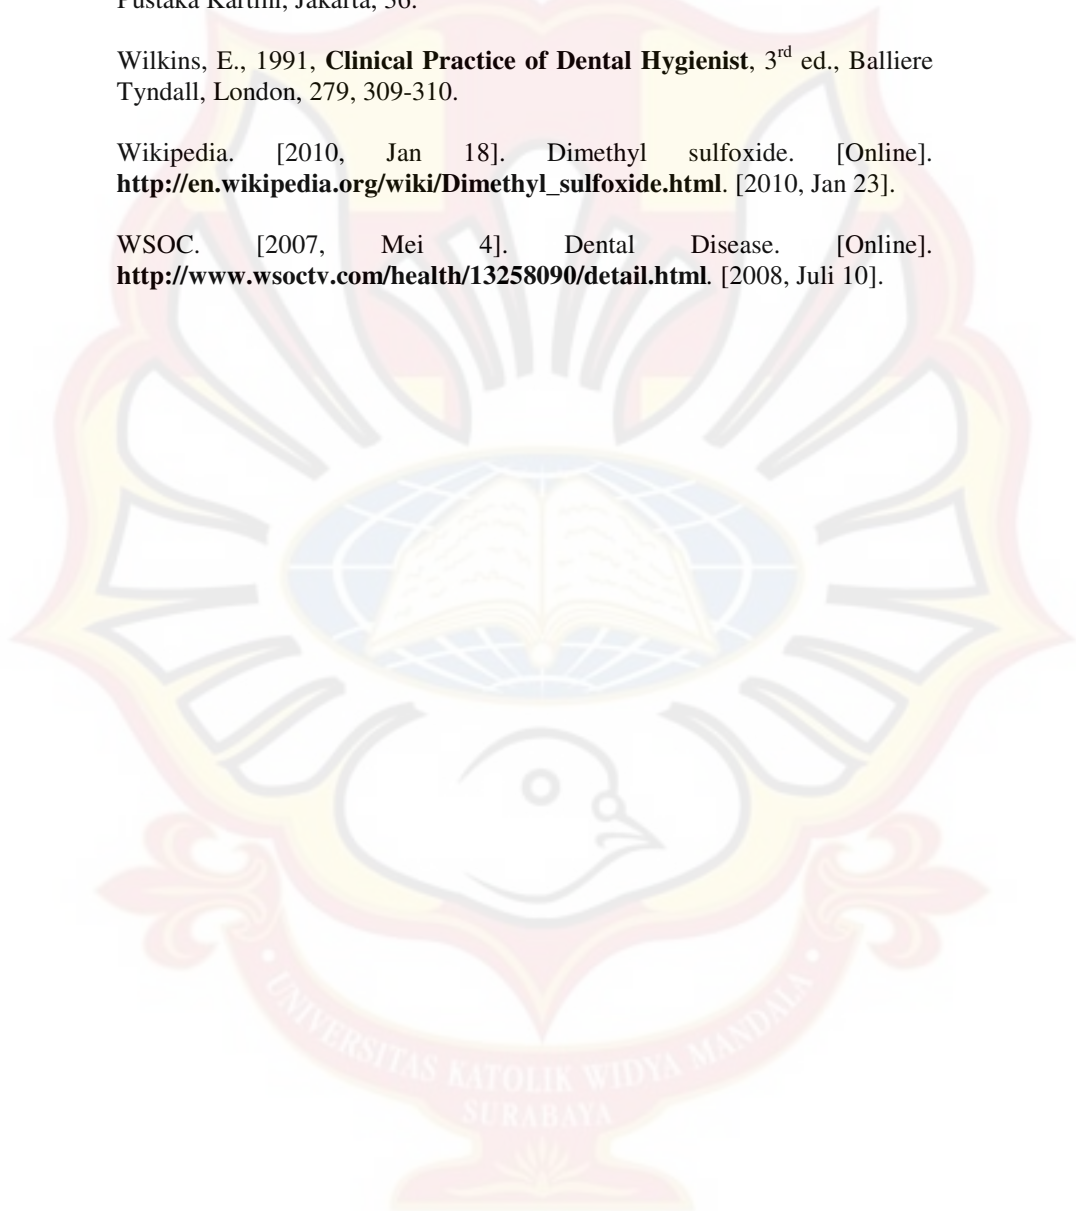 Pustaka Kartini, Jakarta, 36.
Wilkins, E., 1991, Clinical Practice of Dental Hygienist, 3rd ed., Balliere
Tyndall, London, 279, 309-310.
Wikipedia. [2010, Jan 18]. Dimethyl sulfoxide. [Online].
http://en.wikipedia.org/wiki/Dimethyl_sulfoxide.html. [2010, Jan 23].
WSOC. [2007, Mei 4]. Dental Disease. [Online].
http://www.wsoctv.com/health/13258090/detail.html. [2008, Juli 10].
UNIVERSITAS KATOLIK WIDYA MANDALA
SURABAYA